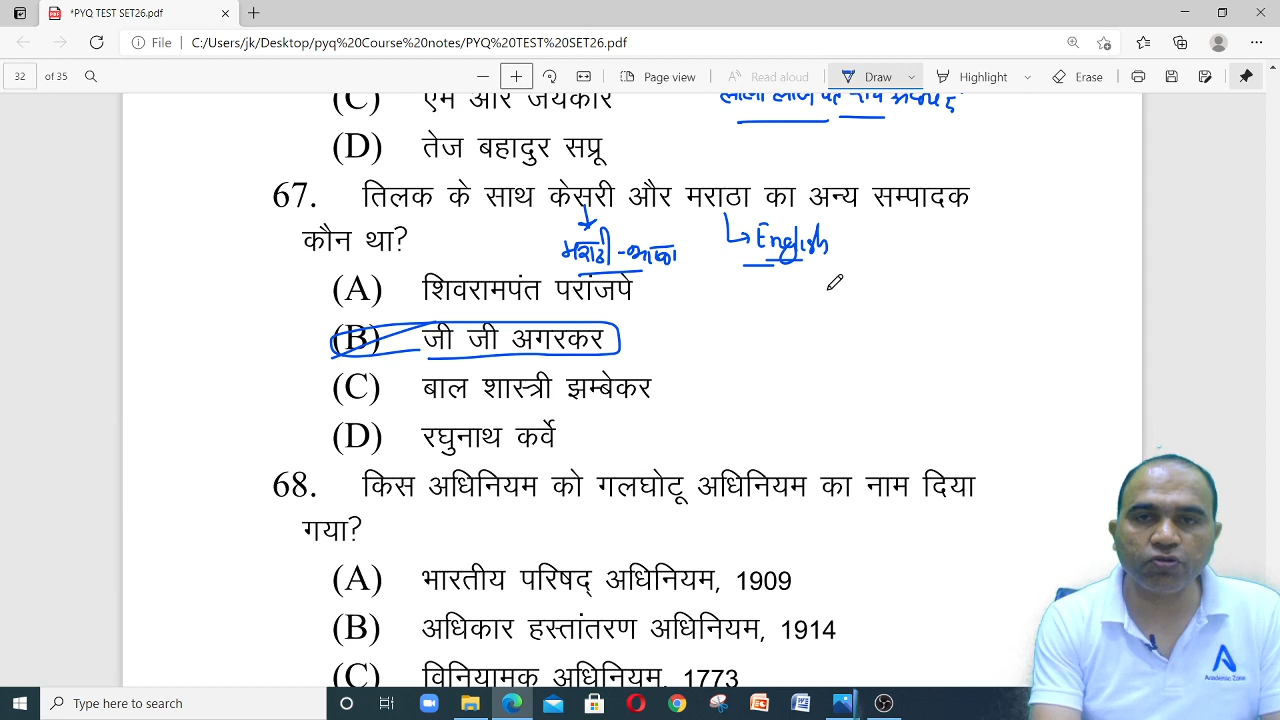 *PYQ TEST SET26.pdf
File C:/Users/jk/Desktop/pyq%20Course%20notes/PYQ%20TEST%20SET26.pdf
32 of 35 Page view Read aloud Draw Highlight Erase
(C) एम आर जयकार
(D) तेज बहादुर सप्रू
67. तिलक के साथ केसरी और मराठा का अन्य सम्पादक
कौन था?
मराठी-भाषा
English
(A) शिवरामपंत परांजपे
(B) जी जी अगरकर
(C) बाल शास्त्री झम्बेकर
(D) रघुनाथ कर्वे
68. किस अधिनियम को गलघोटू अधिनियम का नाम दिया
गया?
(A) भारतीय परिषद् अधिनियम, 1909
(B) अधिकार हस्तांतरण अधिनियम, 1914
(C) विनियामक अधिनियम, 1773
Academic Zone
Type here to search